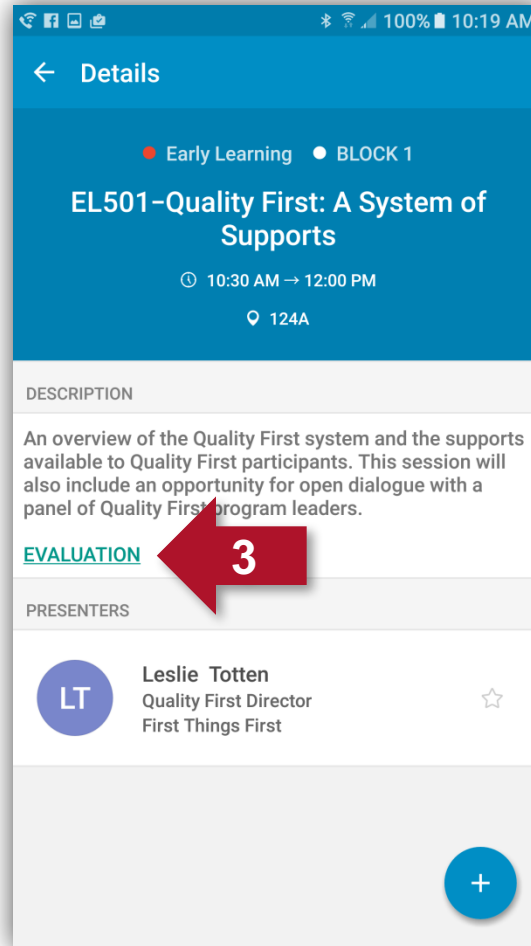 100% 10:19 AM
Details
Early Learning BLOCK 1
EL501–Quality First: A System of
Supports
10:30 AM → 12:00 PM
124A
DESCRIPTION
An overview of the Quality First system and the supports
available to Quality First participants. This session will
also include an opportunity for open dialogue with a
panel of Quality First program leaders.
EVALUATION
3
PRESENTERS
LT
Leslie Totten
Quality First Director
First Things First
+